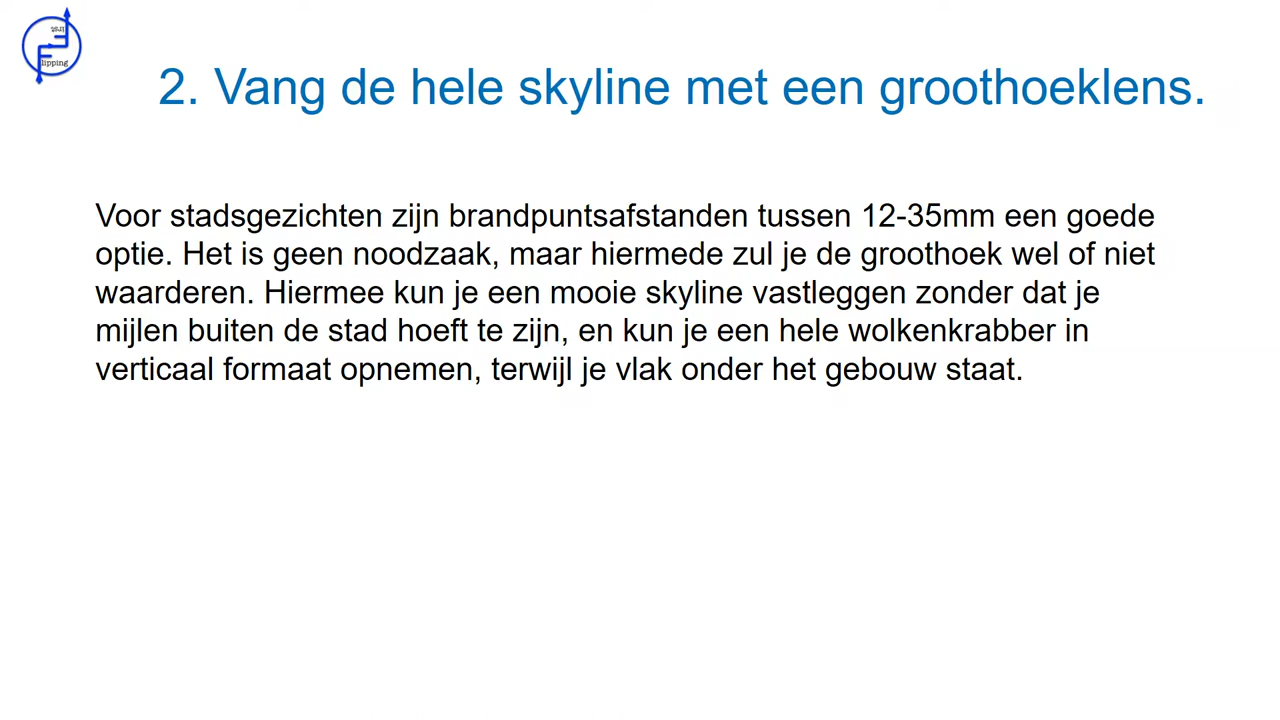 2. Vang de hele skyline met een groothoeklens.
Voor stadsgezichten zijn brandpuntsafstanden tussen 12-35mm een goede
optie. Het is geen noodzaak, maar hiermede zul je de groothoek wel of niet
waarderen. Hiermee kun je een mooie skyline vastleggen zonder dat je
mijlen buiten de stad hoeft te zijn, en kun je een hele wolkenkrabber in
verticaal formaat opnemen, terwijl je vlak onder het gebouw staat.
lipping